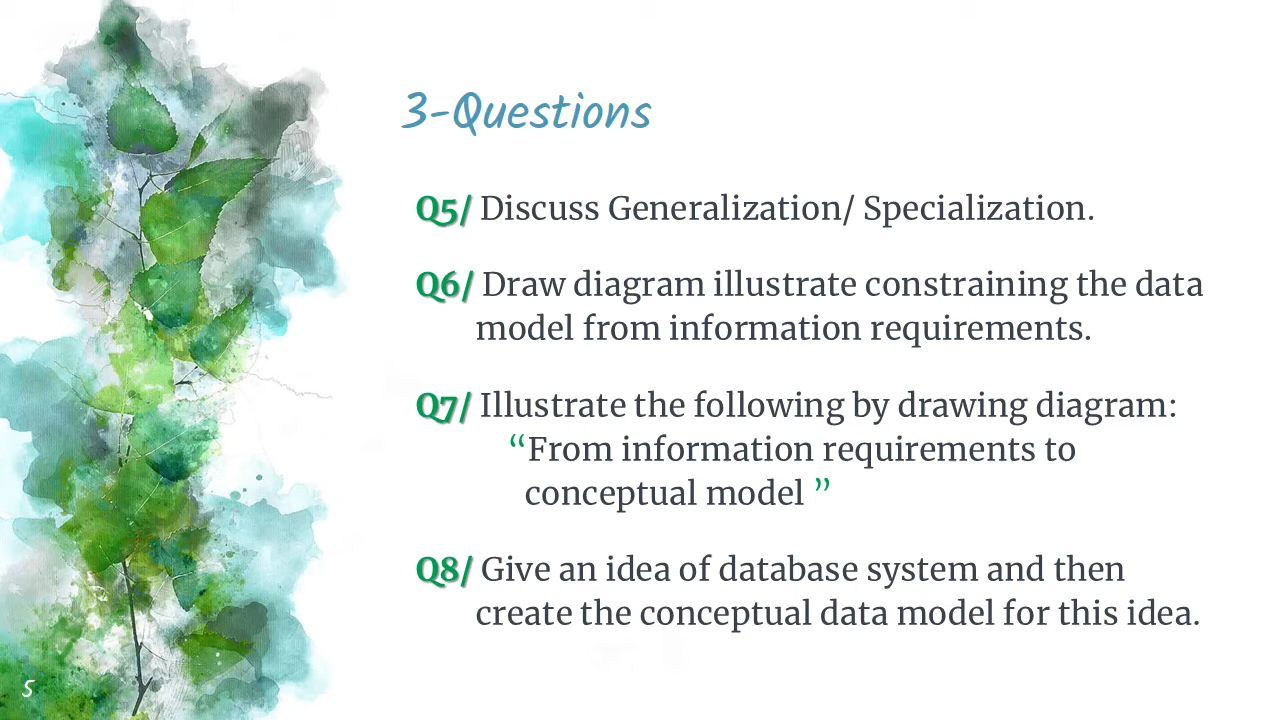 3-Questions
Q5/ Discuss Generalization/ Specialization.
Q6/ Draw diagram illustrate constraining the data
model from information requirements.
Q7/ Illustrate the following by drawing diagram:
“From information requirements to
conceptual model ”
Q8/ Give an idea of database system and then
create the conceptual data model for this idea.
5